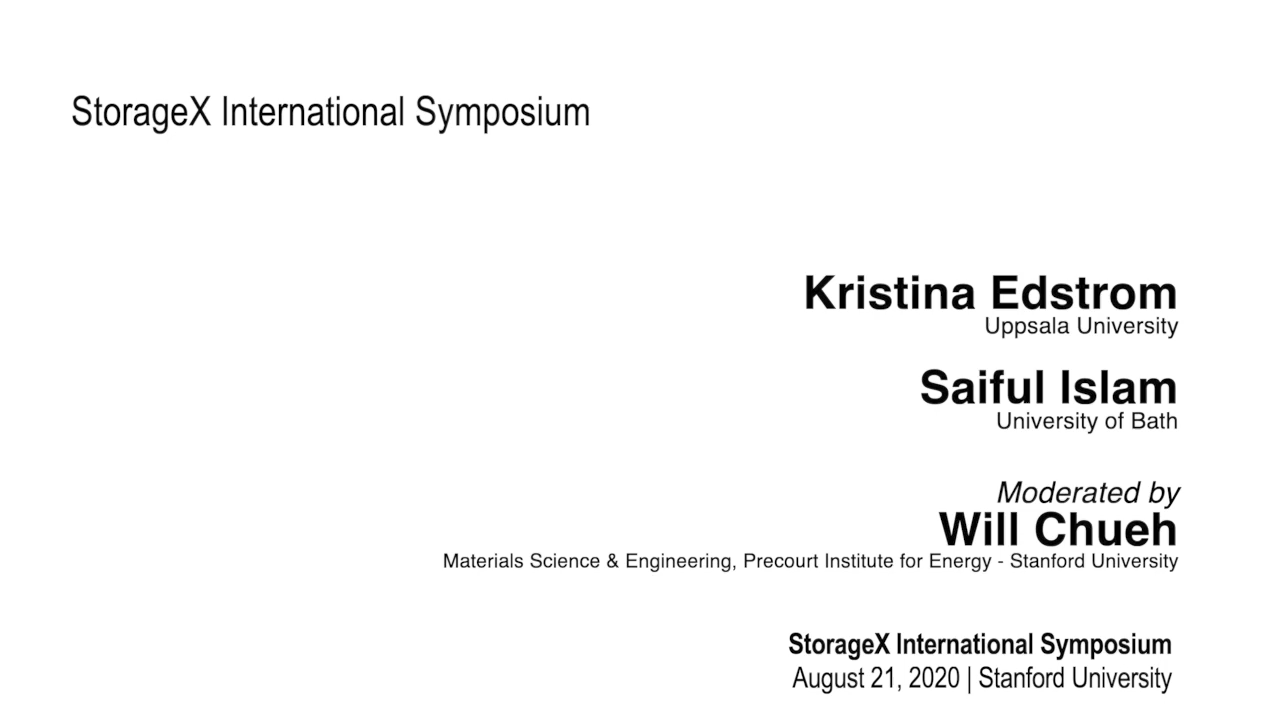 StorageX International Symposium
Kristina Edstrom
Uppsala University
Saiful Islam
University of Bath
Moderated by
Will Chueh
Materials Science & Engineering, Precourt Institute for Energy - Stanford University
StorageX International Symposium
August 21, 2020 | Stanford University